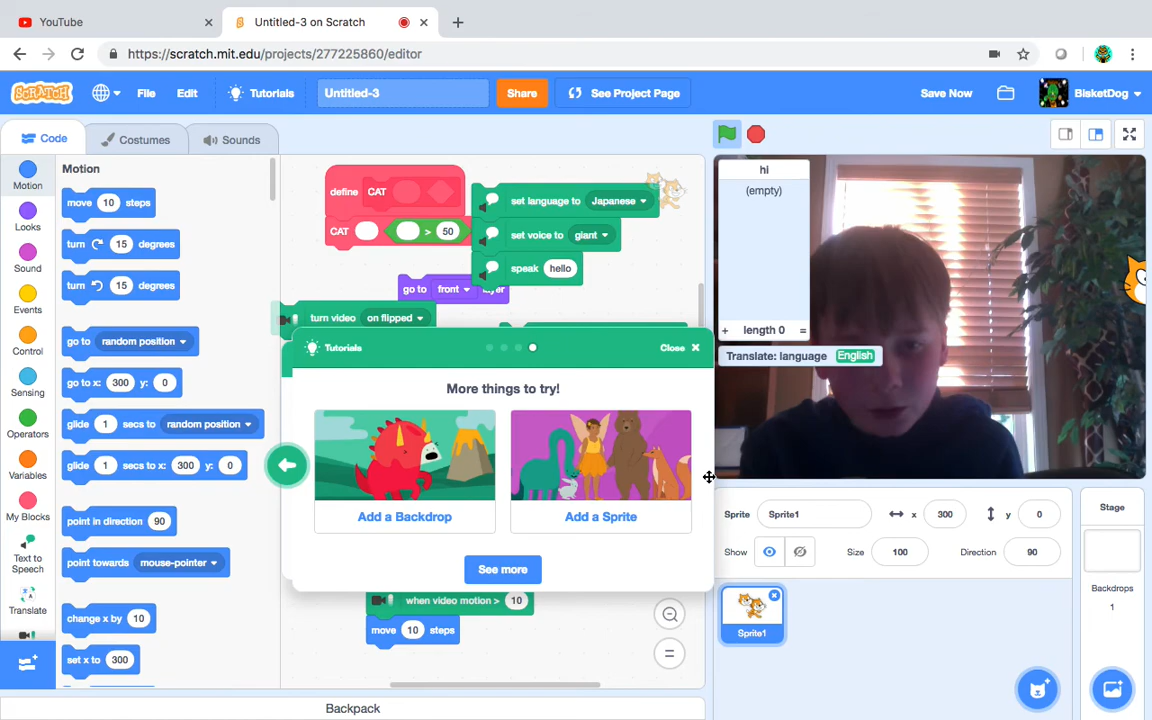 YouTube
Untitled-3 on Scratch
https://scratch.mit.edu/projects/277225860/editor
SCRATCH
File
Edit
Tutorials
Untitled-3
Share
See Project Page
Save Now
BisketDog
Code
Costumes
Sounds
Motion
Looks
Sound
Events
Control
Sensing
Operators
Variables
My Blocks
Text to
Speech
Translate
Motion
move 10 steps
turn 15 degrees
turn 15 degrees
go to random position
go to x: 300 y: 0
glide 1 secs to random position
glide 1 secs to x: 300 y: 0
point in direction 90
point towards mouse-pointer
change x by 10
set x to 300
define CAT
CAT > 50
set language to Japanese
set voice to giant
speak hello
go to front layer
turn video on flipped
Tutorials
Close
More things to try!
Add a Backdrop
Add a Sprite
See more
when video motion > 10
move 10 steps
Backpack
hi
(empty)
+ length 0 =
Translate: language English
Sprite Sprite1 x 300 y 0
Show Size 100 Direction 90
Sprite1
Stage
Backdrops
1